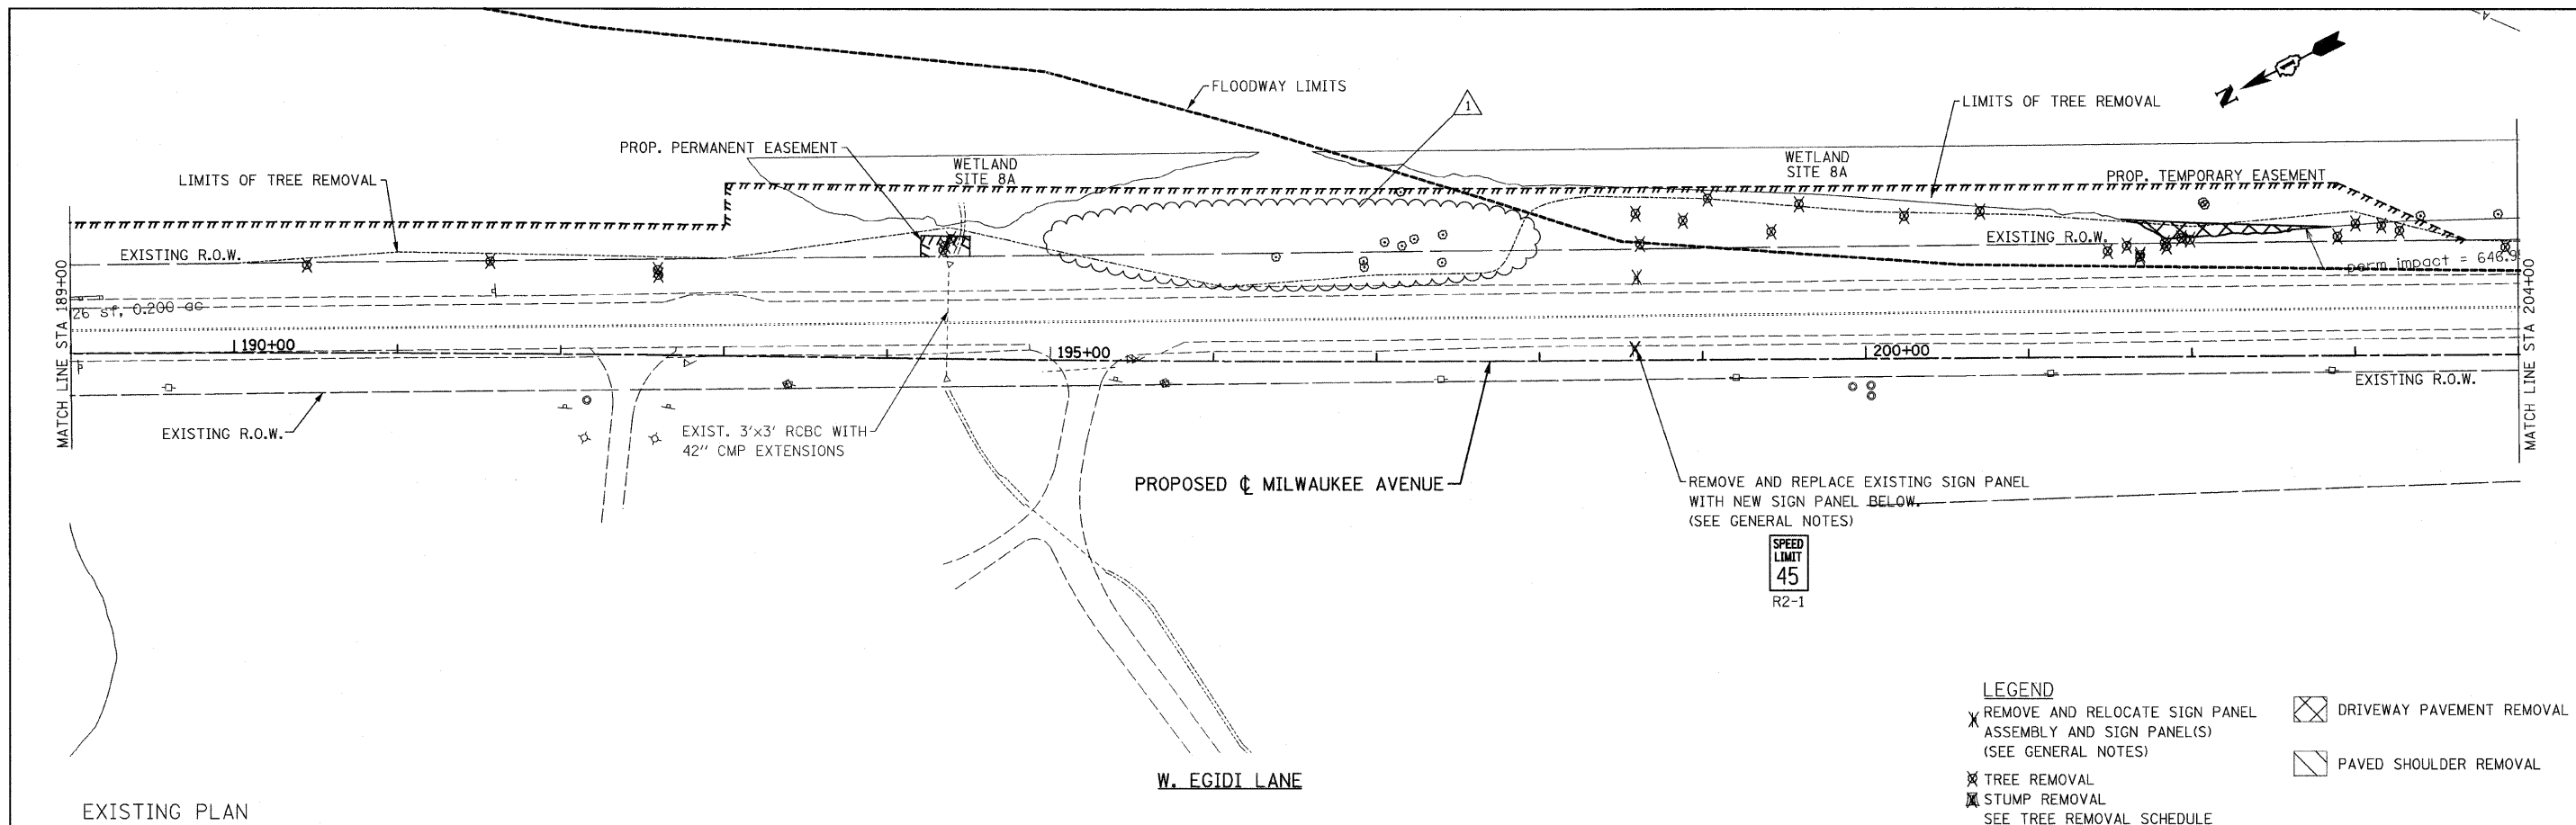 FLOODWAY LIMITS
1
LIMITS OF TREE REMOVAL
N
PROP. PERMANENT EASEMENT
WETLAND
SITE 8A
WETLAND
SITE 8A
LIMITS OF TREE REMOVAL
PROP. TEMPORARY EASEMENT
EXISTING R.O.W.
EXISTING R.O.W.
perm impact = 646.9
MATCH LINE STA 189+00
26 sf, 0.200 ac
MATCH LINE STA 204+00
190+00
195+00
200+00
EXISTING R.O.W.
EXISTING R.O.W.
EXIST. 3'x3' RCBC WITH
42" CMP EXTENSIONS
PROPOSED ℄ MILWAUKEE AVENUE
REMOVE AND REPLACE EXISTING SIGN PANEL
WITH NEW SIGN PANEL BELOW.
(SEE GENERAL NOTES)
SPEED
LIMIT
45
R2-1
LEGEND
REMOVE AND RELOCATE SIGN PANEL
ASSEMBLY AND SIGN PANEL(S)
(SEE GENERAL NOTES)
TREE REMOVAL
STUMP REMOVAL
SEE TREE REMOVAL SCHEDULE
DRIVEWAY PAVEMENT REMOVAL
PAVED SHOULDER REMOVAL
W. EGIDI LANE
EXISTING PLAN